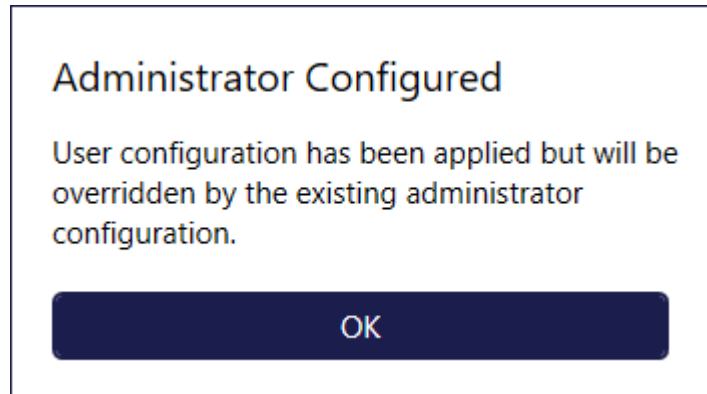 Administrator Configured
User configuration has been applied but will be
overridden by the existing administrator
configuration.
OK